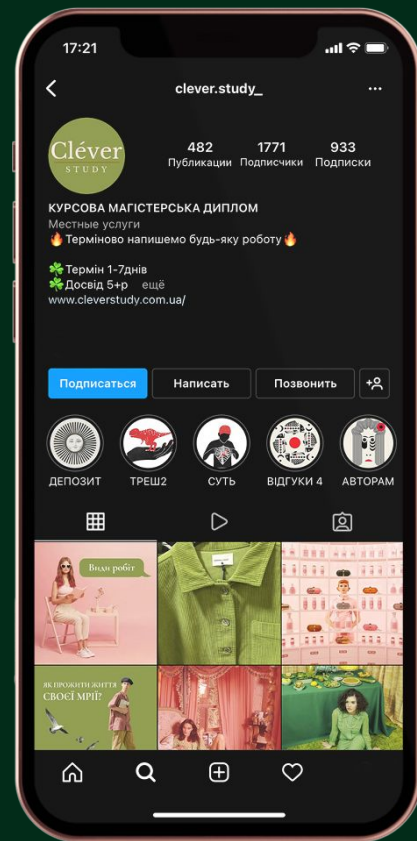 17:21
clever.study_
Cléver
STUDY
482 1771 933
Публикации Подписчики Подписки
КУРСОВА МАГІСТЕРСЬКА ДИПЛОМ
Местные услуги
🔥Терміново напишемо будь-яку роботу🔥
☘️Термін 1-7днів
☘️Досвід 5+р ещё
www.cleverstudy.com.ua/
Подписаться Написать Позвонить
ДЕПОЗИТ ТРЕШ2 СУТЬ ВІДГУКИ 4 АВТОРАМ
Види робіт
ЯК ПРОЖИТИ ЖИТТЯ
СВОЄЇ МРІЇ?